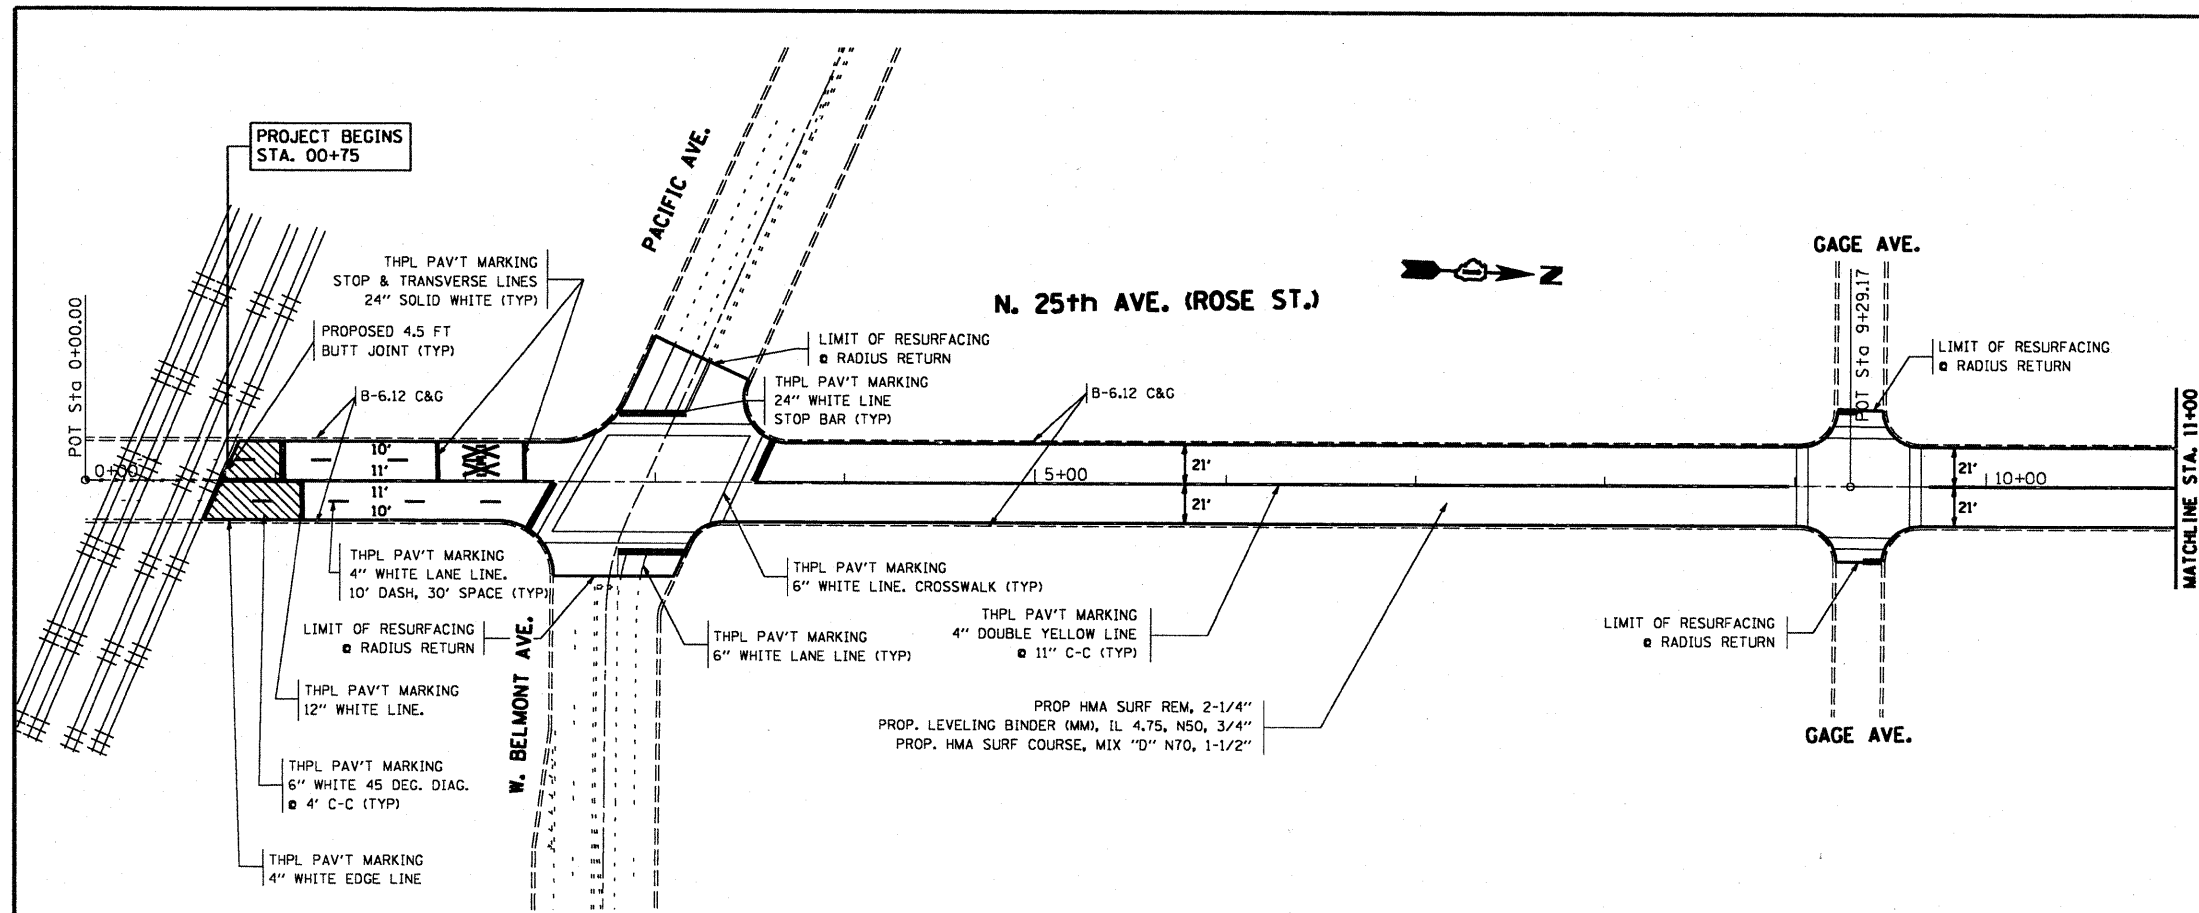 PROJECT BEGINS
STA. 00+75
PACIFIC AVE.
THPL PAV'T MARKING
STOP & TRANSVERSE LINES
24" SOLID WHITE (TYP)
PROPOSED 4.5 FT
BUTT JOINT (TYP)
B-6.12 C&G
POT Sta 0+00.00
0+00
10'
11'
11'
10'
LIMIT OF RESURFACING
@ RADIUS RETURN
THPL PAV'T MARKING
24" WHITE LINE
STOP BAR (TYP)
N. 25th AVE. (ROSE ST.)
N
B-6.12 C&G
GAGE AVE.
POT Sta 9+29.17
LIMIT OF RESURFACING
@ RADIUS RETURN
21'
21'
5+00
21'
21'
10+00
MATCHLINE STA. 11+00
THPL PAV'T MARKING
4" WHITE LANE LINE.
10' DASH, 30' SPACE (TYP)
LIMIT OF RESURFACING
@ RADIUS RETURN
W. BELMONT AVE.
THPL PAV'T MARKING
12" WHITE LINE.
THPL PAV'T MARKING
6" WHITE 45 DEG. DIAG.
@ 4' C-C (TYP)
THPL PAV'T MARKING
4" WHITE EDGE LINE
THPL PAV'T MARKING
6" WHITE LINE. CROSSWALK (TYP)
THPL PAV'T MARKING
6" WHITE LANE LINE (TYP)
THPL PAV'T MARKING
4" DOUBLE YELLOW LINE
@ 11" C-C (TYP)
PROP HMA SURF REM, 2-1/4"
PROP. LEVELING BINDER (MM), IL 4.75, N50, 3/4"
PROP. HMA SURF COURSE, MIX "D" N70, 1-1/2"
LIMIT OF RESURFACING
@ RADIUS RETURN
GAGE AVE.